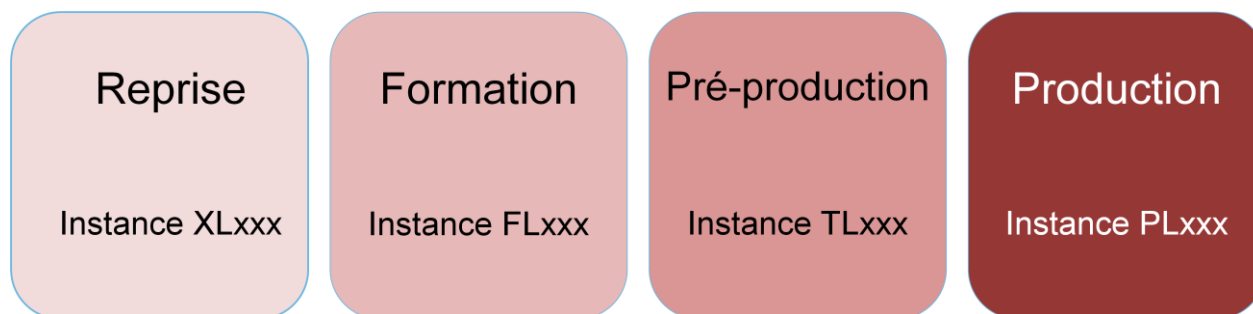 Reprise
Instance XLxxx
Formation
Instance FLxxx
Pré-production
Instance TLxxx
Production
Instance PLxxx